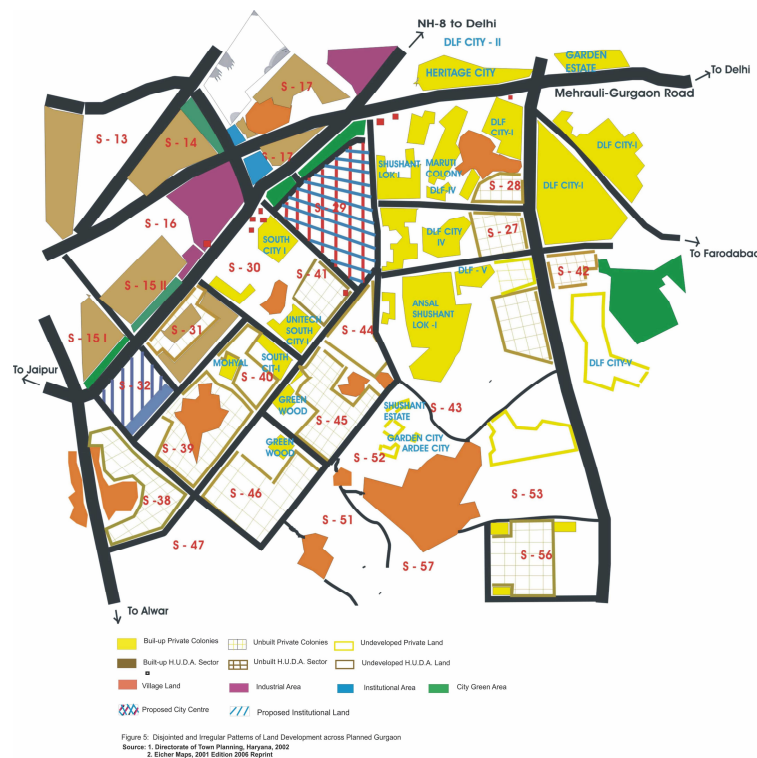 NH-8 to Delhi
DLF CITY - II
GARDEN
ESTATE
To Delhi
HERITAGE CITY
Mehrauli-Gurgaon Road
S - 17
S - 13
S - 14
S - 17
DLF
CITY-I
DLF CITY-I
SHUSHANT
LOK-I
MARUTI
COLONY
DLF-IV
S - 28
DLF CITY-I
S - 29
S - 16
SOUTH
CITY I
DLF CITY
IV
S - 27
To Farodabad
S - 30
S - 41
DLF - V
S - 42
S - 15 II
ANSAL
SHUSHANT
LOK -I
S - 31
UNITECH
SOUTH
CITY-I
S - 44
S - 15 I
DLF CITY-V
To Jaipur
S - 32
MOHYAL
SOUTH
CIT-I
S - 40
GREEN
WOOD
S - 45
SHUSHANT
ESTATE
S - 43
GARDEN CITY
ARDEE CITY
S - 39
GREEN
WOOD
S - 52
S - 38
S - 46
S - 53
S - 51
S - 47
S - 56
S - 57
To Alwar
Buil-up Private Colonies
Unbuilt Private Colonies
Undeveloped Private Land
Built-up H.U.D.A. Sector
Unbuilt H.U.D.A. Sector
Undeveloped H.U.D.A. Land
Village Land
Industrial Area
Institutional Area
City Green Area
Proposed City Centre
Proposed Institutional Land
Figure 5: Disjointed and Irregular Patterns of Land Development across Planned Gurgaon
Source: 1. Directorate of Town Planning, Haryana, 2002
2. Eicher Maps, 2001 Edition 2006 Reprint